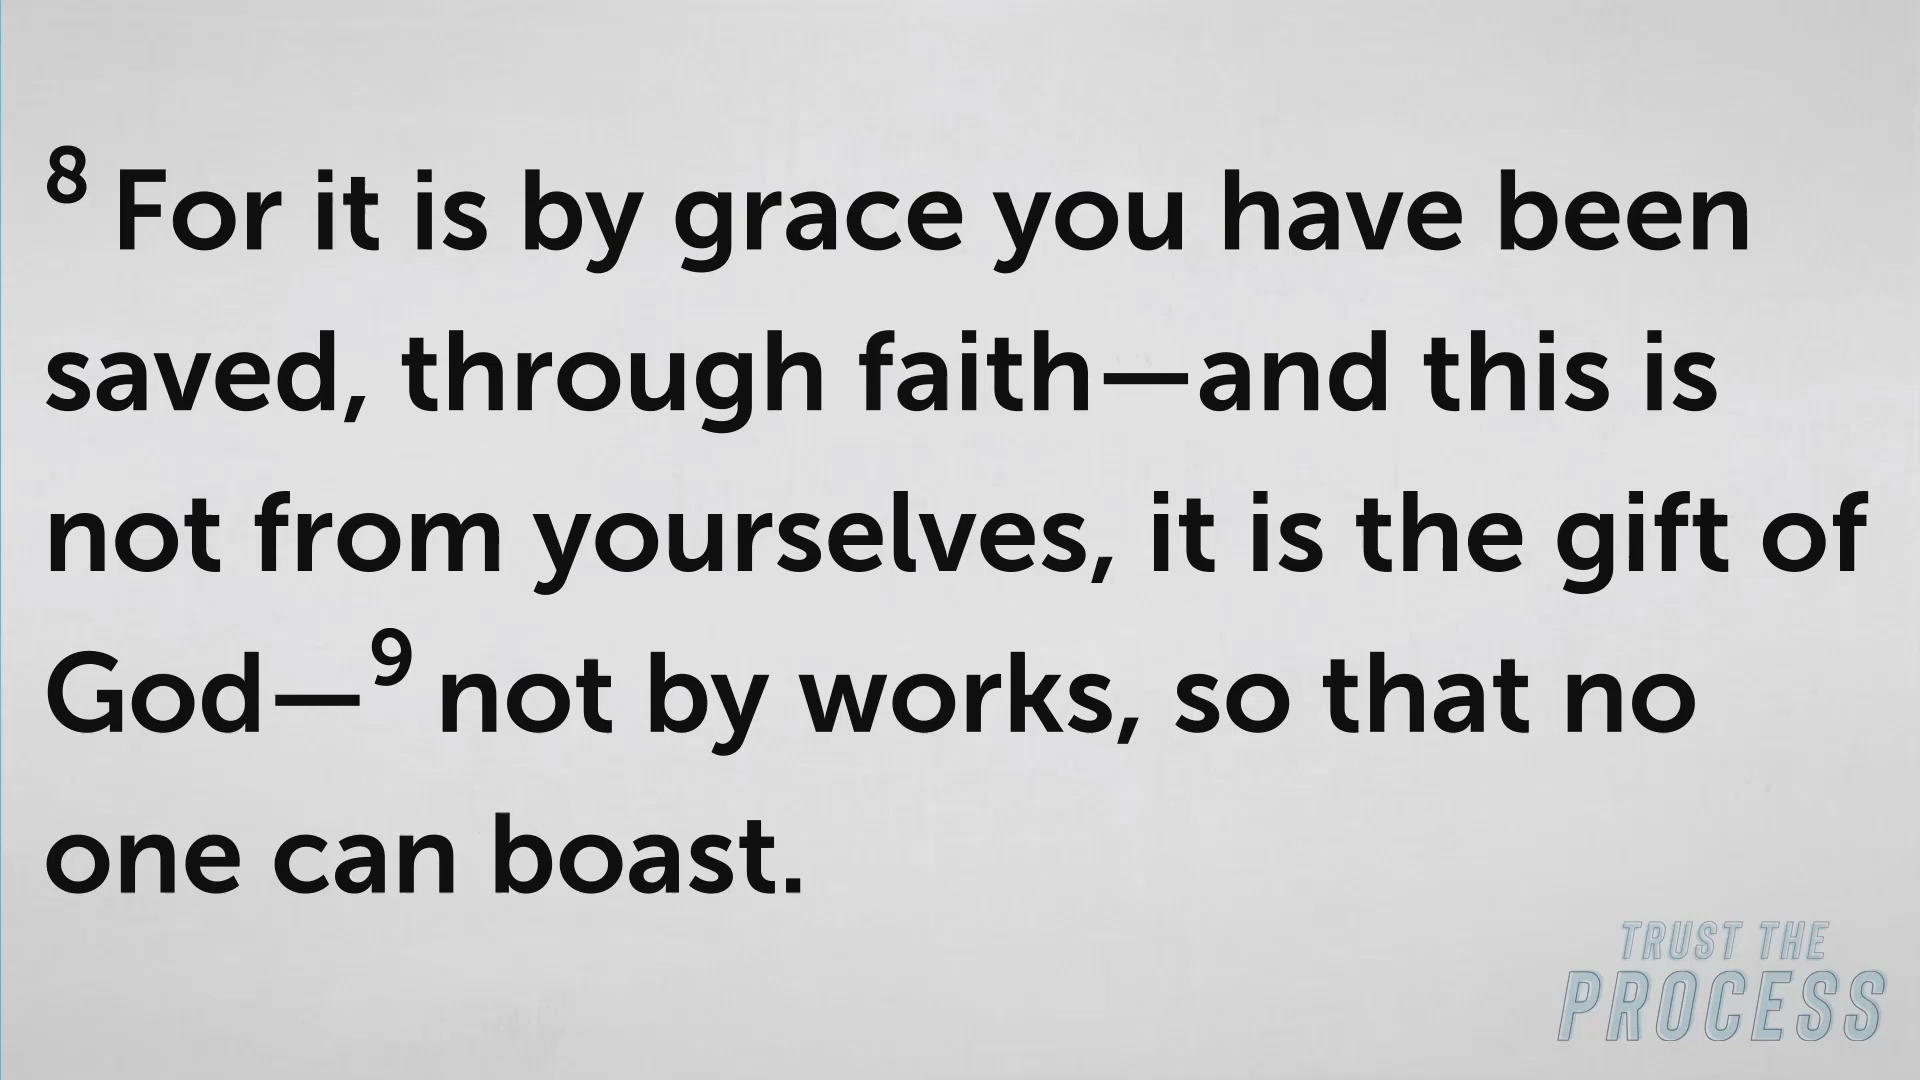 ⁸ For it is by grace you have been
saved, through faith—and this is
not from yourselves, it is the gift of
God—⁹ not by works, so that no
one can boast.
TRUST THE
PROCESS